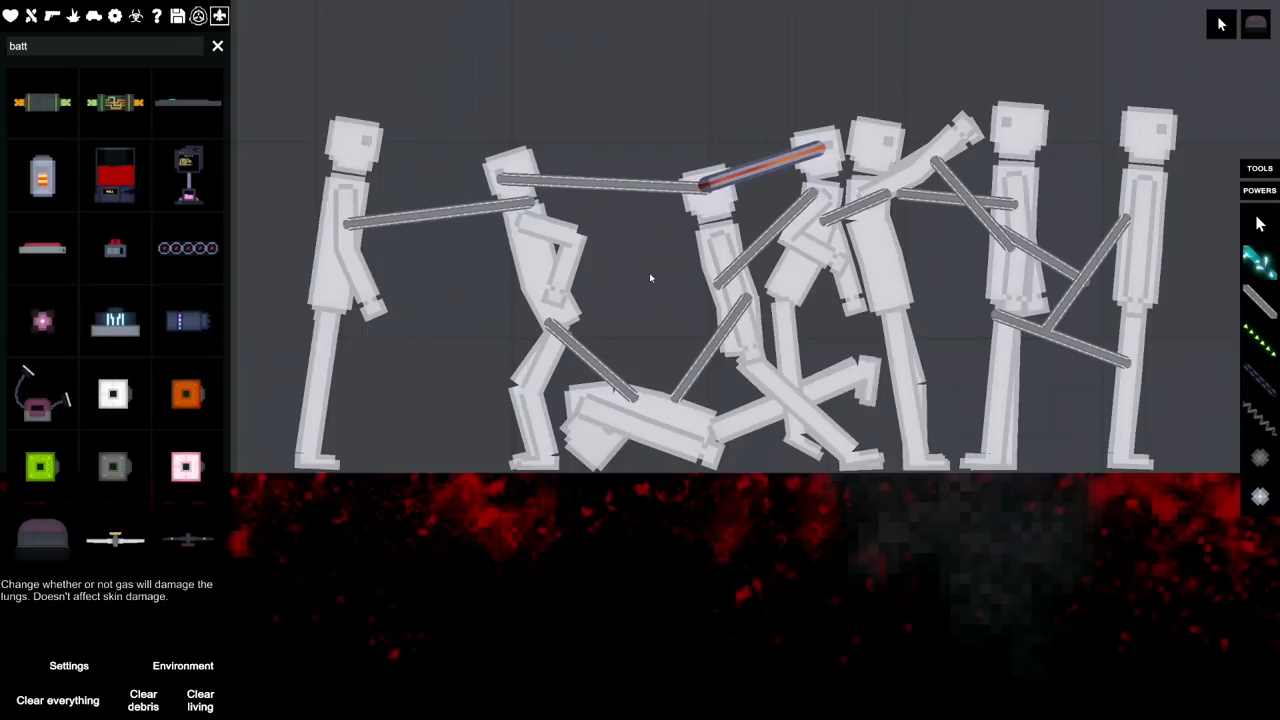 batt
TOOLS
POWERS
Change whether or not gas will damage the
lungs. Doesn't affect skin damage.
Settings
Environment
Clear everything
Clear
debris
Clear
living